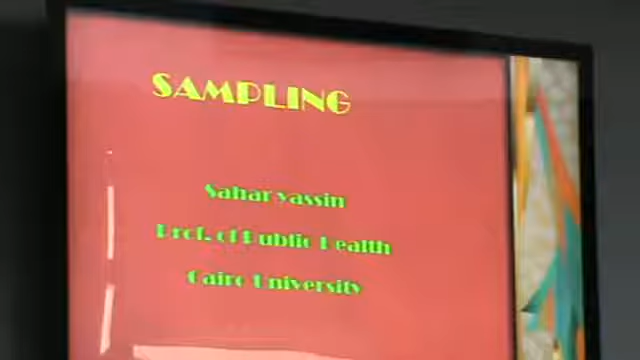 SAMPLING
Sahar yassin
Prof. of Public Health
Cairo University